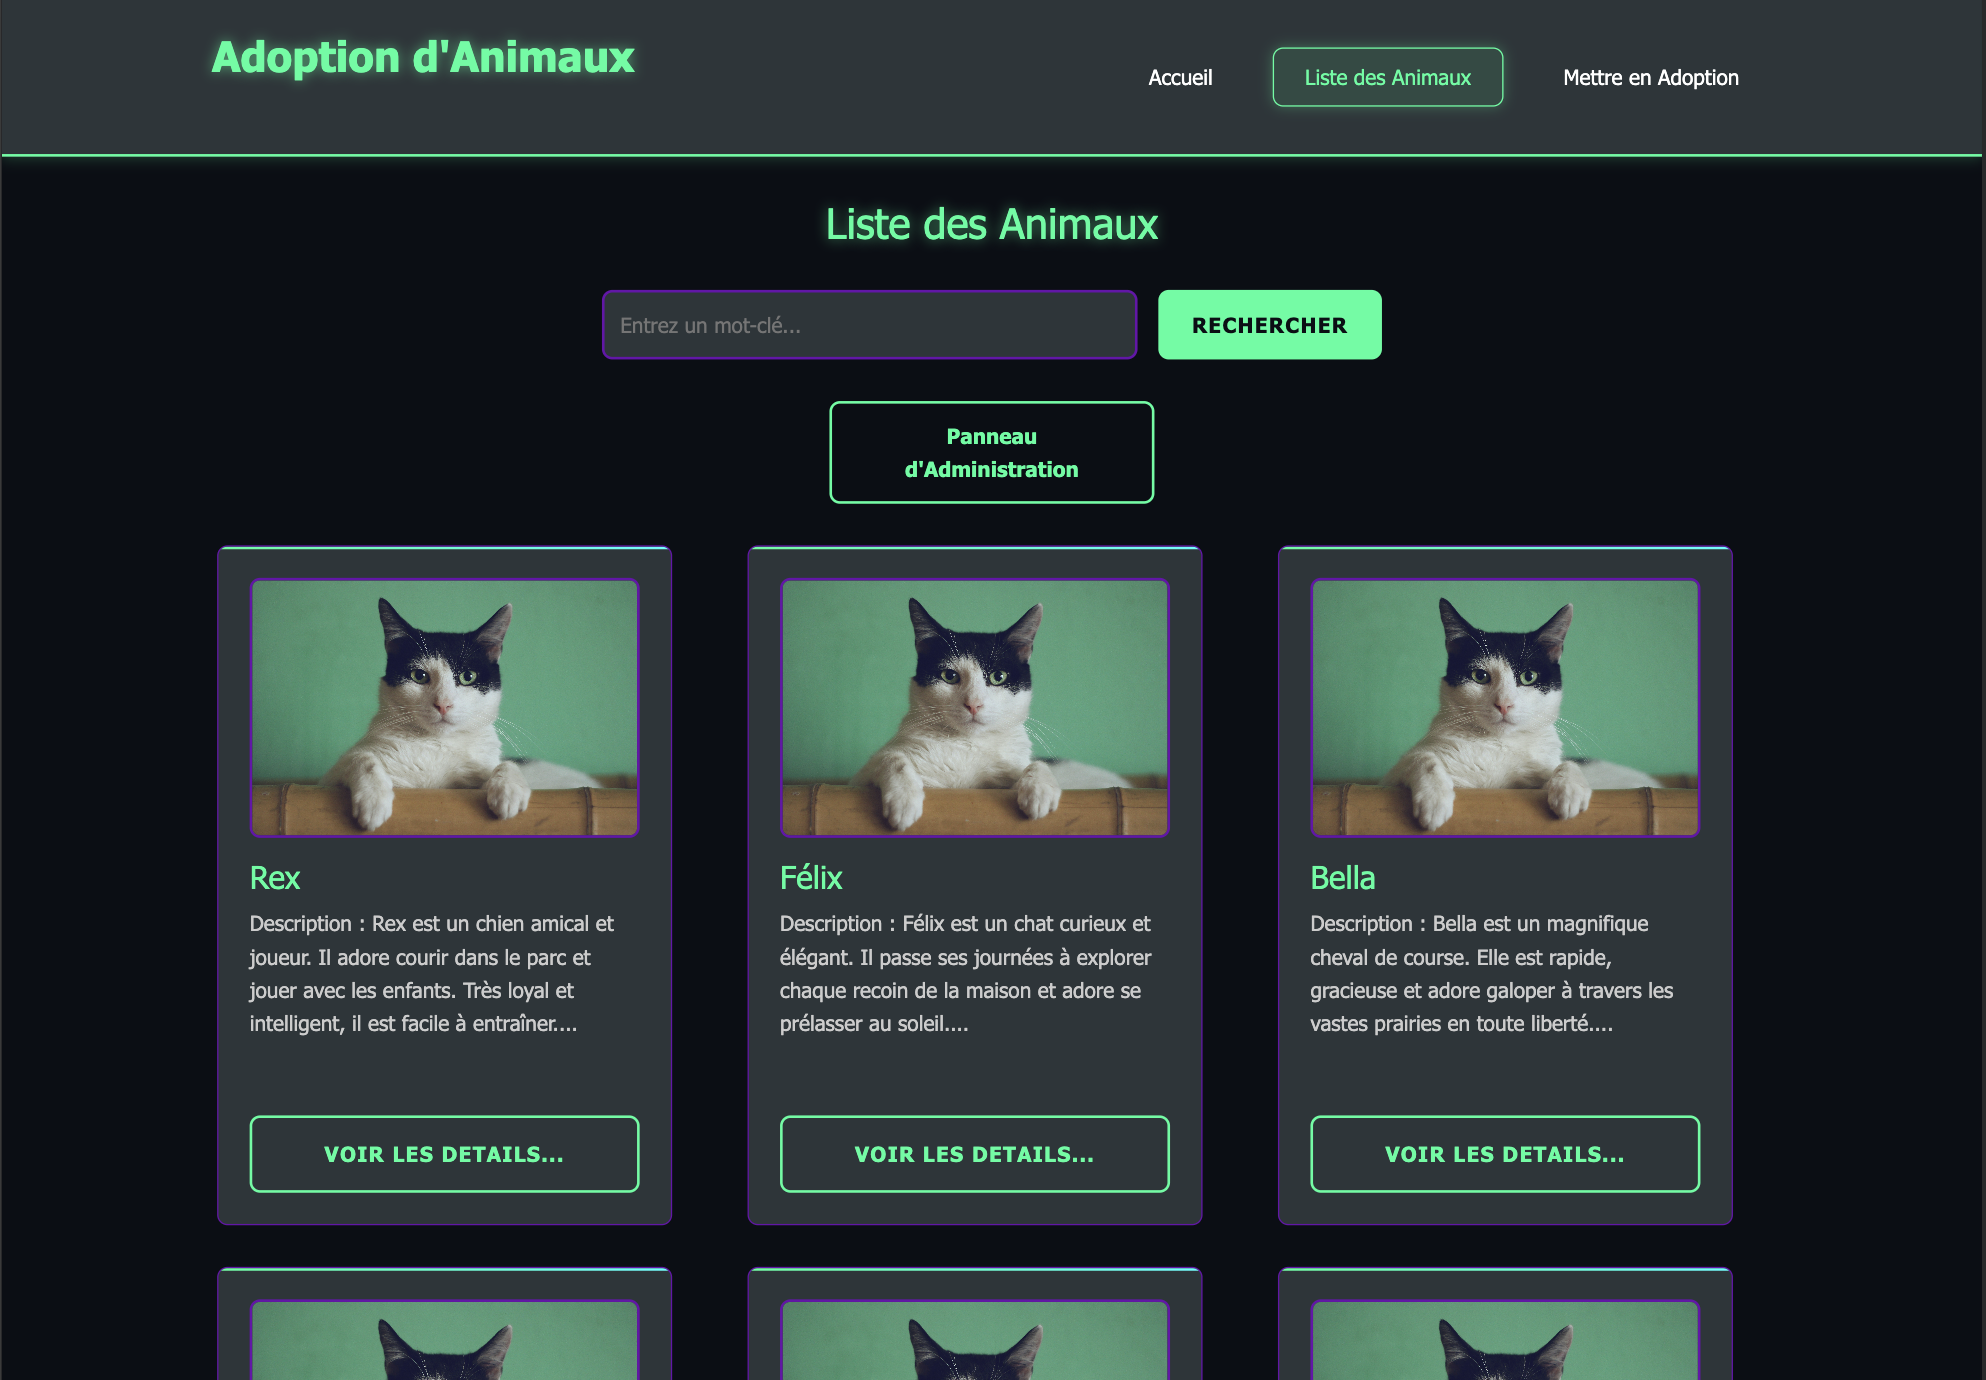 Adoption d'Animaux
Accueil
Liste des Animaux
Mettre en Adoption
Liste des Animaux
Entrez un mot-clé...
RECHERCHER
Panneau
d'Administration
Rex
Description : Rex est un chien amical et
joueur. Il adore courir dans le parc et
jouer avec les enfants. Très loyal et
intelligent, il est facile à entraîner....
VOIR LES DETAILS...
Félix
Description : Félix est un chat curieux et
élégant. Il passe ses journées à explorer
chaque recoin de la maison et adore se
prélasser au soleil....
VOIR LES DETAILS...
Bella
Description : Bella est un magnifique
cheval de course. Elle est rapide,
gracieuse et adore galoper à travers les
vastes prairies en toute liberté....
VOIR LES DETAILS...